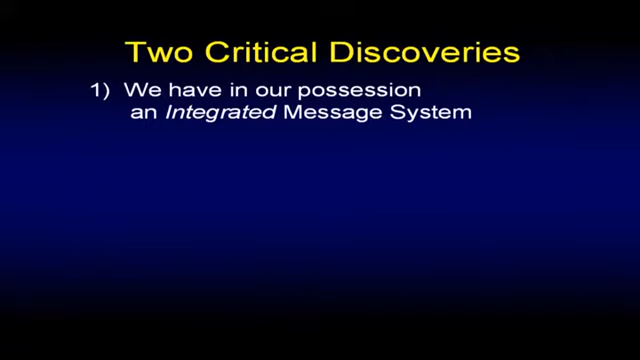 Two Critical Discoveries
1) We have in our possession
an Integrated Message System